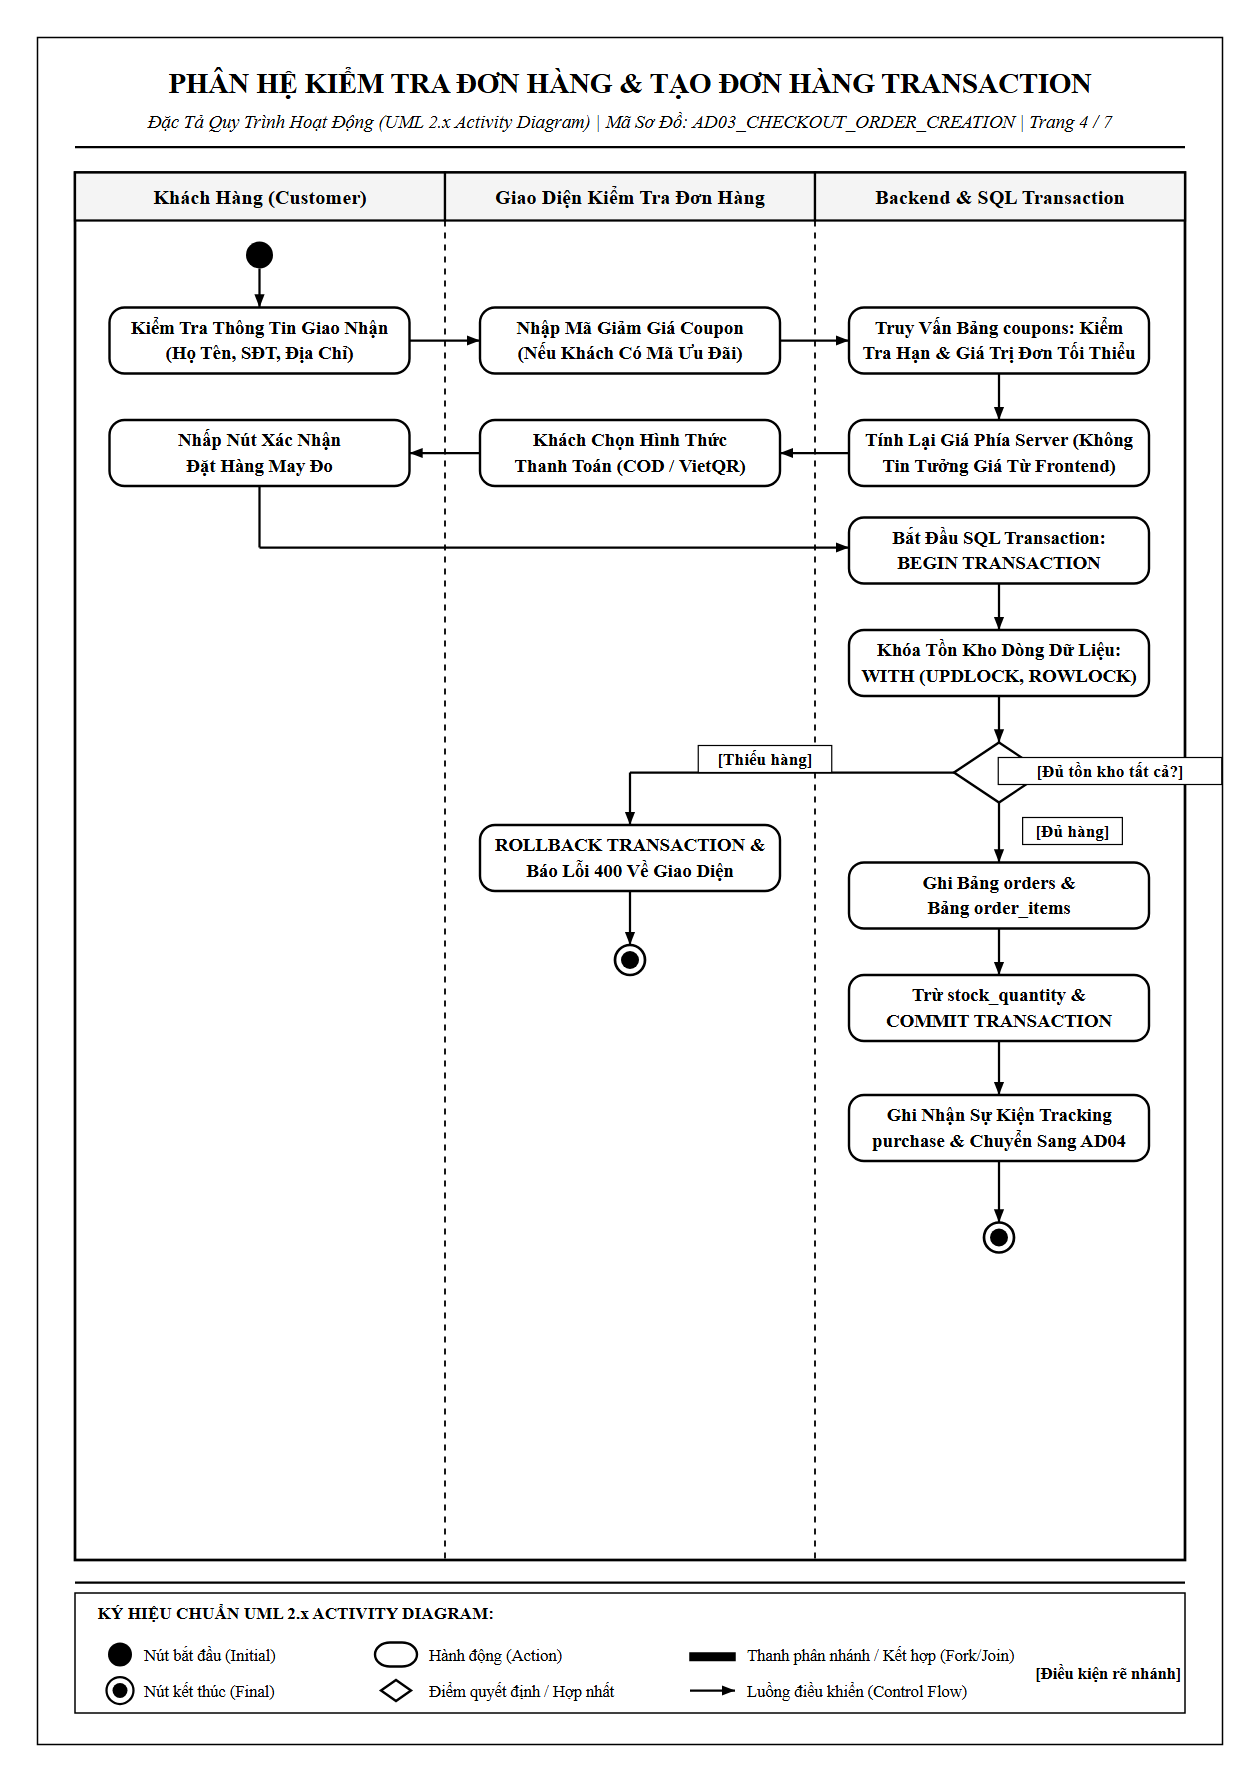 PHÂN HỆ KIỂM TRA ĐƠN HÀNG & TẠO ĐƠN HÀNG TRANSACTION
Đặc Tả Quy Trình Hoạt Động (UML 2.x Activity Diagram) | Mã Sơ Đồ: AD03_CHECKOUT_ORDER_CREATION | Trang 4 / 7
Khách Hàng (Customer)
Giao Diện Kiểm Tra Đơn Hàng
Backend & SQL Transaction
Kiểm Tra Thông Tin Giao Nhận
(Họ Tên, SĐT, Địa Chỉ)
Nhập Mã Giảm Giá Coupon
(Nếu Khách Có Mã Ưu Đãi)
Truy Vấn Bảng coupons: Kiểm
Tra Hạn & Giá Trị Đơn Tối Thiểu
Nhấp Nút Xác Nhận
Đặt Hàng May Đo
Khách Chọn Hình Thức
Thanh Toán (COD / VietQR)
Tính Lại Giá Phía Server (Không
Tin Tưởng Giá Từ Frontend)
Bắt Đầu SQL Transaction:
BEGIN TRANSACTION
Khóa Tồn Kho Dòng Dữ Liệu:
WITH (UPDLOCK, ROWLOCK)
[Thiếu hàng]
[Đủ tồn kho tất cả?]
[Đủ hàng]
ROLLBACK TRANSACTION &
Báo Lỗi 400 Về Giao Diện
Ghi Bảng orders &
Bảng order_items
Trừ stock_quantity &
COMMIT TRANSACTION
Ghi Nhận Sự Kiện Tracking
purchase & Chuyển Sang AD04
KÝ HIỆU CHUẨN UML 2.x ACTIVITY DIAGRAM:
Nút bắt đầu (Initial)
Hành động (Action)
Thanh phân nhánh / Kết hợp (Fork/Join)
[Điều kiện rẽ nhánh]
Nút kết thúc (Final)
Điểm quyết định / Hợp nhất
Luồng điều khiển (Control Flow)